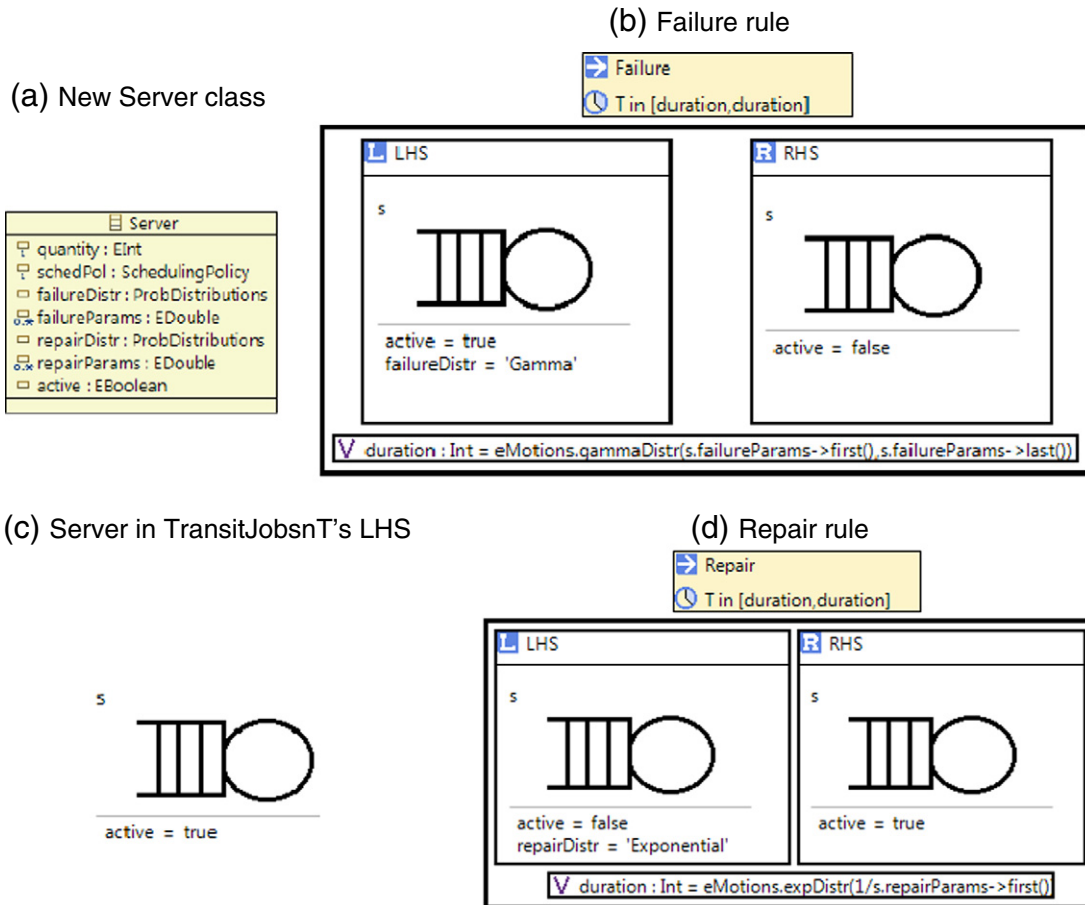 (b) Failure rule
Failure
T in [duration,duration]
(a) New Server class
L LHS
R RHS
s
s
active = true
failureDistr = 'Gamma'
active = false
V duration : Int = eMotions.gammaDistr(s.failureParams->first(),s.failureParams->last())
Server
quantity : EInt
schedPol : SchedulingPolicy
failureDistr : ProbDistributions
0..* failureParams : EDouble
repairDistr : ProbDistributions
0..* repairParams : EDouble
active : EBoolean
(c) Server in TransitJobsnT's LHS
s
active = true
(d) Repair rule
Repair
T in [duration,duration]
L LHS
R RHS
s
s
active = false
repairDistr = 'Exponential'
active = true
V duration : Int = eMotions.expDistr(1/s.repairParams->first()